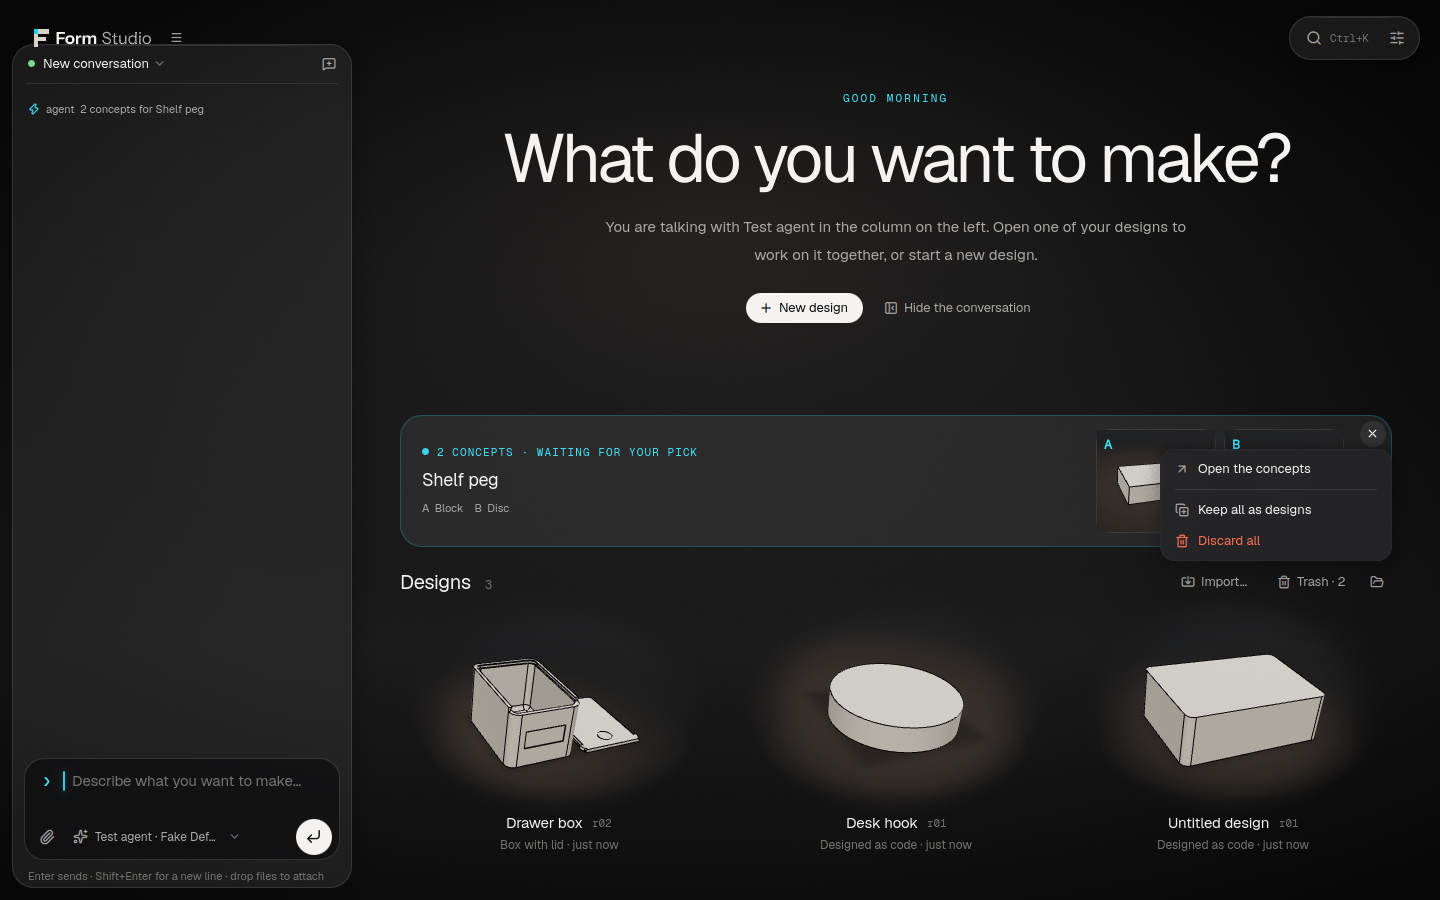 Form Studio
Ctrl+K
New conversation
agent 2 concepts for Shelf peg
GOOD MORNING
What do you want to make?
You are talking with Test agent in the column on the left. Open one of your designs to
work on it together, or start a new design.
New design
Hide the conversation
2 CONCEPTS · WAITING FOR YOUR PICK
Shelf peg
A Block B Disc
A
B
Open the concepts
Keep all as designs
Discard all
Designs 3
Import…
Trash · 2
Drawer box r02
Box with lid · just now
Desk hook r01
Designed as code · just now
Untitled design r01
Designed as code · just now
Describe what you want to make…
Test agent · Fake Def…
Enter sends · Shift+Enter for a new line · drop files to attach